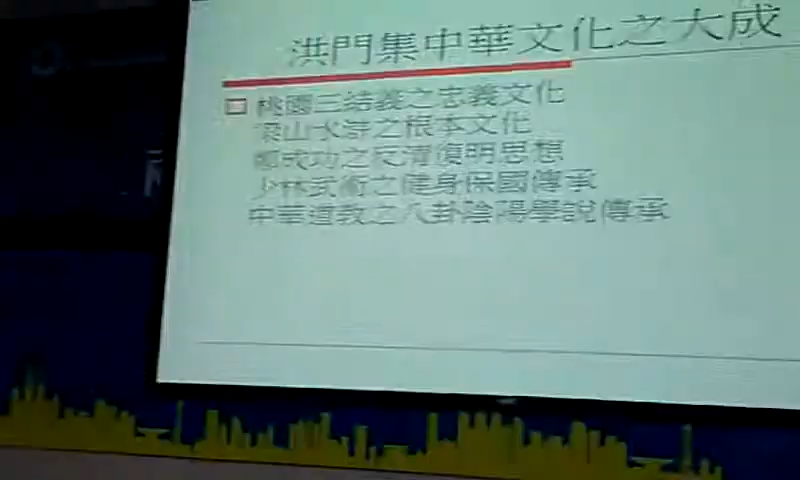 洪門集中華文化之大成
桃園三結義之忠義文化
梁山水滸之根本文化
鄭成功之反清復明思想
少林武術之健身保國傳承
中華道教之八卦陰陽學說傳承